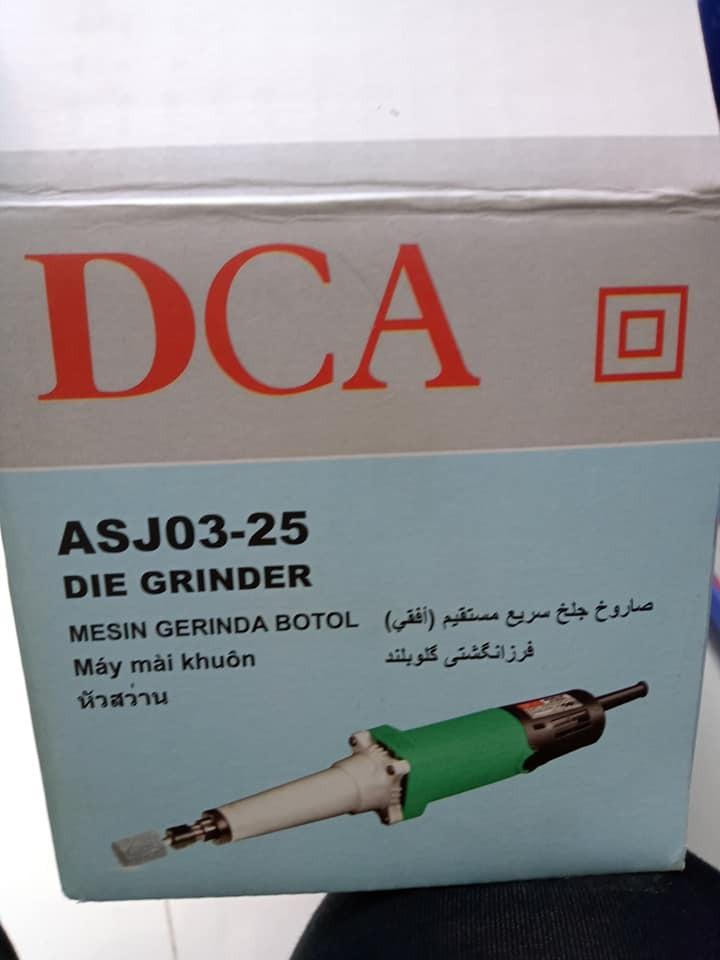 DCA
ASJ03-25
DIE GRINDER
MESIN GERINDA BOTOL
Máy mài khuôn
หัวสว่าน
صاروخ جلخ سريع مستقيم (أفقي)
فرزانگشتی گلوبلند